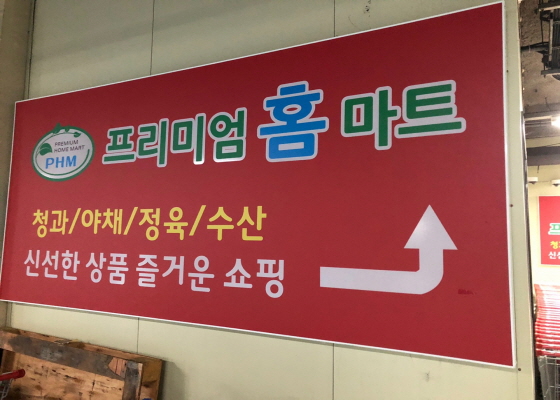 PREMIUM
HOME MART
PHM
프리미엄 홈 마트
청과/야채/정육/수산
신선한 상품 즐거운 쇼핑